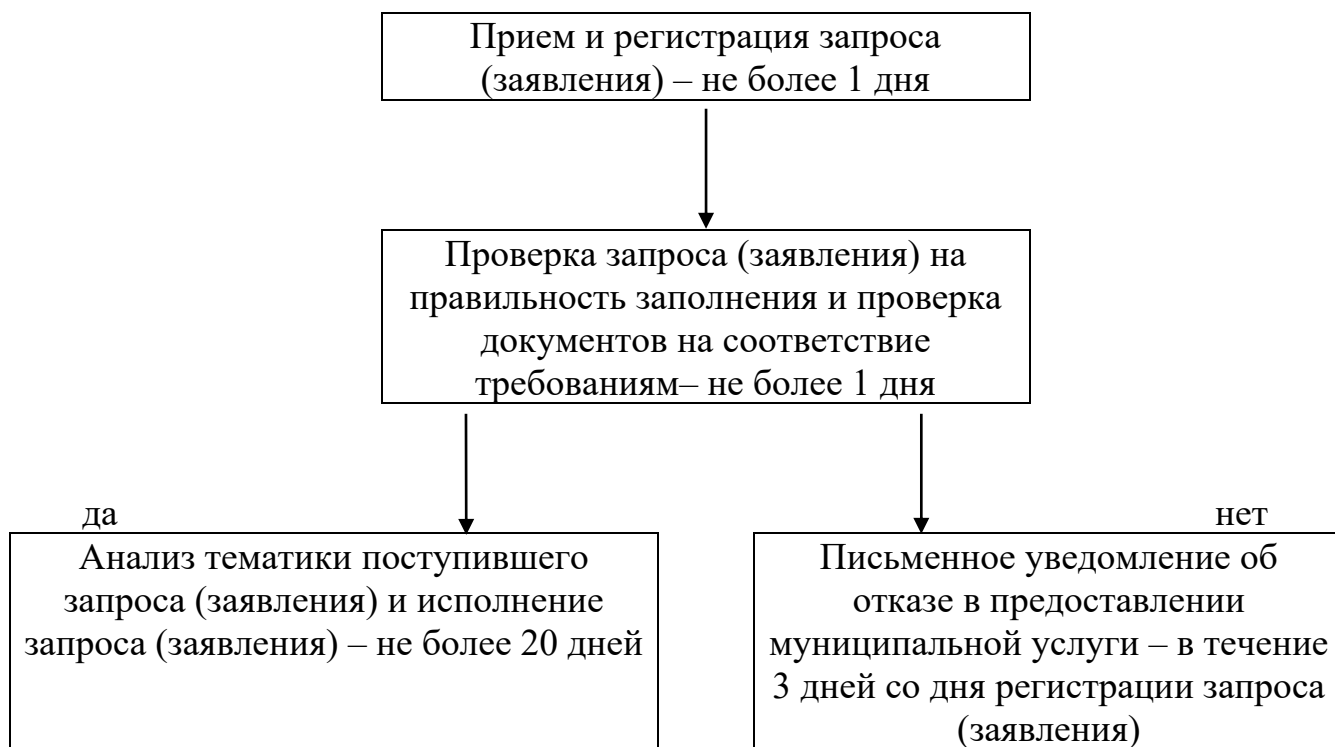 Прием и регистрация запроса
(заявления) – не более 1 дня
Проверка запроса (заявления) на
правильность заполнения и проверка
документов на соответствие
требованиям– не более 1 дня
да
Анализ тематики поступившего
запроса (заявления) и исполнение
запроса (заявления) – не более 20 дней
нет
Письменное уведомление об
отказе в предоставлении
муниципальной услуги – в течение
3 дней со дня регистрации запроса
(заявления)